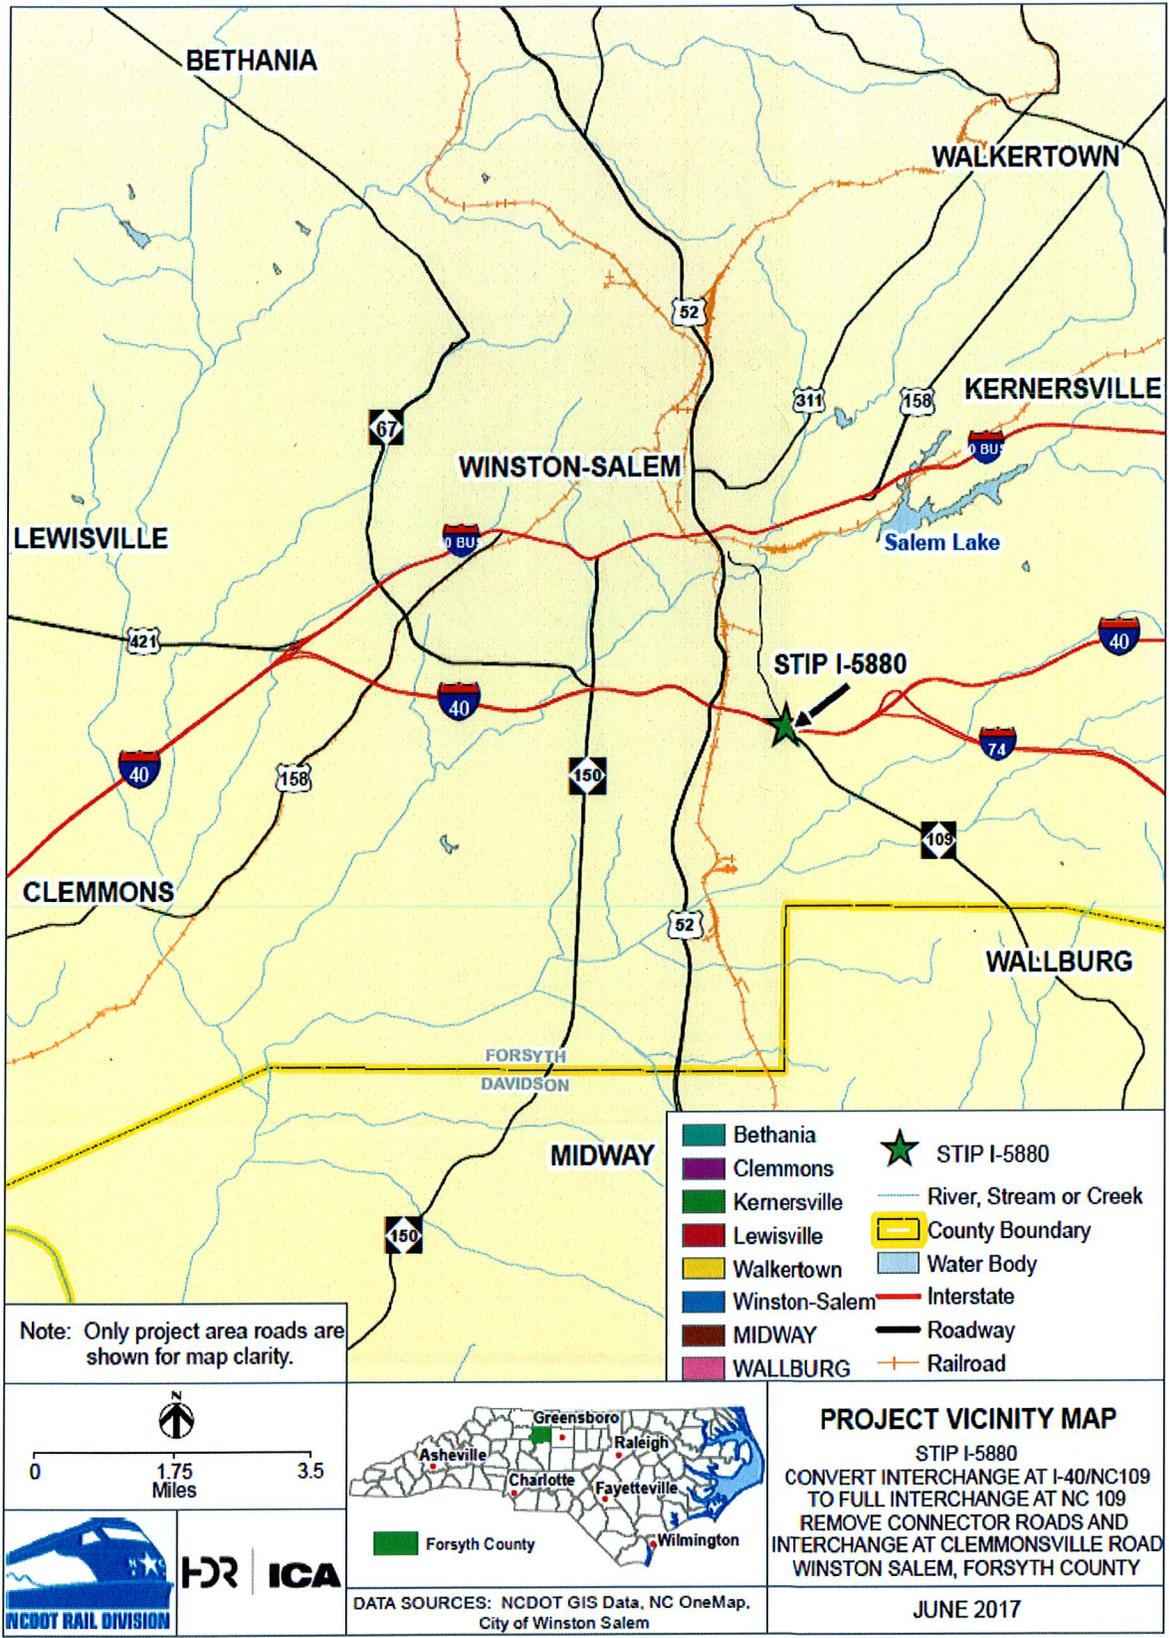 BETHANIA
WALKERTOWN
52
311
158
KERNERSVILLE
67
0 BUS
WINSTON-SALEM
LEWISVILLE
0 BUS
Salem Lake
421
40
STIP I-5880
40
74
40
158
150
109
CLEMMONS
52
WALLBURG
FORSYTH
DAVIDSON
MIDWAY
150
Bethania
Clemmons
Kernersville
Lewisville
Walkertown
Winston-Salem
MIDWAY
WALLBURG
STIP I-5880
River, Stream or Creek
County Boundary
Water Body
Interstate
Roadway
Railroad
Note: Only project area roads are
shown for map clarity.
N
0 1.75 3.5
Miles
NCDOT RAIL DIVISION
HDR ICA
Greensboro
Asheville
Raleigh
Charlotte
Fayetteville
Wilmington
Forsyth County
DATA SOURCES: NCDOT GIS Data, NC OneMap,
City of Winston Salem
PROJECT VICINITY MAP
STIP I-5880
CONVERT INTERCHANGE AT I-40/NC109
TO FULL INTERCHANGE AT NC 109
REMOVE CONNECTOR ROADS AND
INTERCHANGE AT CLEMMONSVILLE ROAD
WINSTON SALEM, FORSYTH COUNTY
JUNE 2017